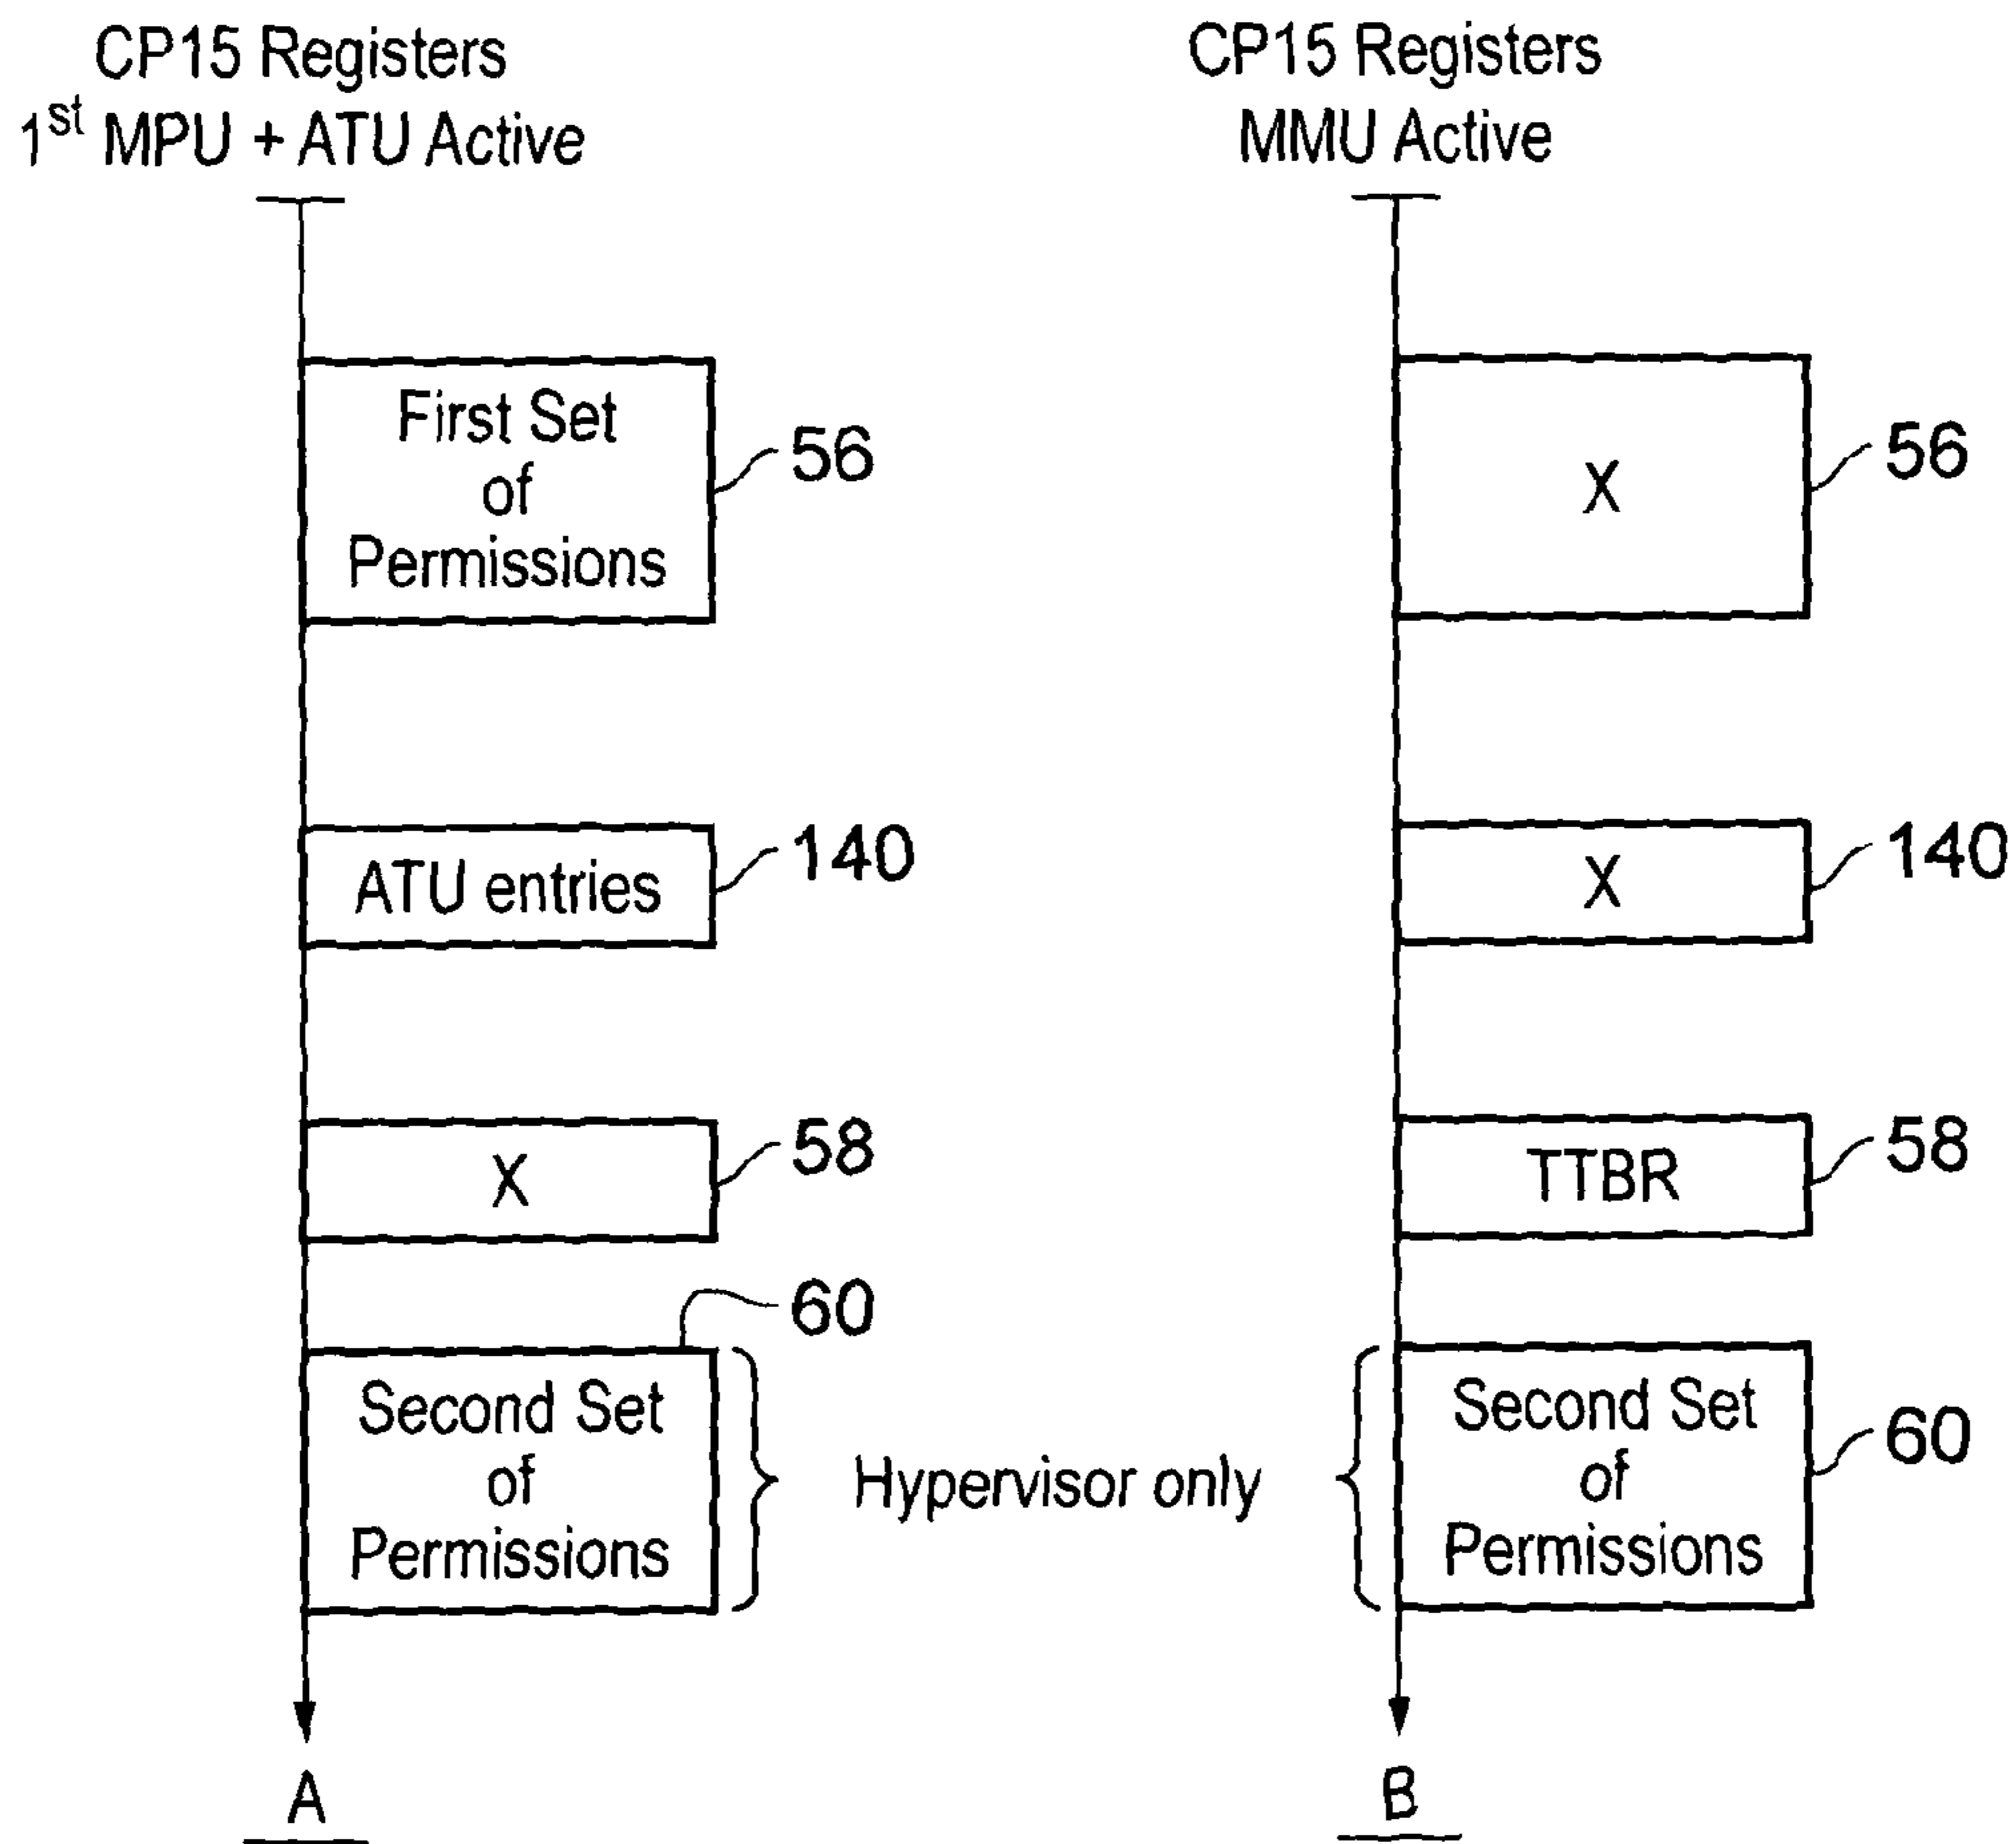 CP15 Registers
1st MPU + ATU Active
First Set
of
Permissions
56
ATU entries
140
X
58
60
Second Set
of
Permissions
Hypervisor only
A
CP15 Registers
MMU Active
X
56
X
140
TTBR
58
Second Set
of
Permissions
60
B